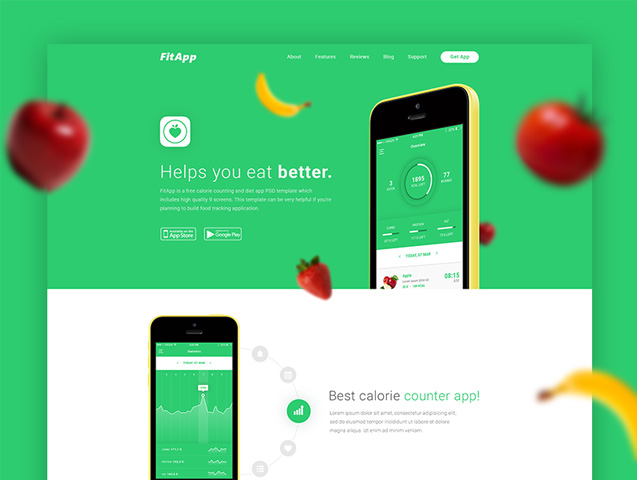 FitApp
About Features Reviews Blog Support Get App
Helps you eat better.
FitApp is a free calorie counting and diet app PSD template which
includes high quality 9 screens. This template can be very helpful if you're
planning to build food tracking application.
App Store
Google Play
Overview
3
1895
77
TODAY, 07 MAR
Apple
08:15
TODAY, 07 MAR
Best calorie counter app!
Lorem ipsum dolor sit amet, consectetur adipisicing elit,
sed do eiusmod tempor incididunt ut labore et dolore
magna aliqua. Ut enim ad minim veniam.